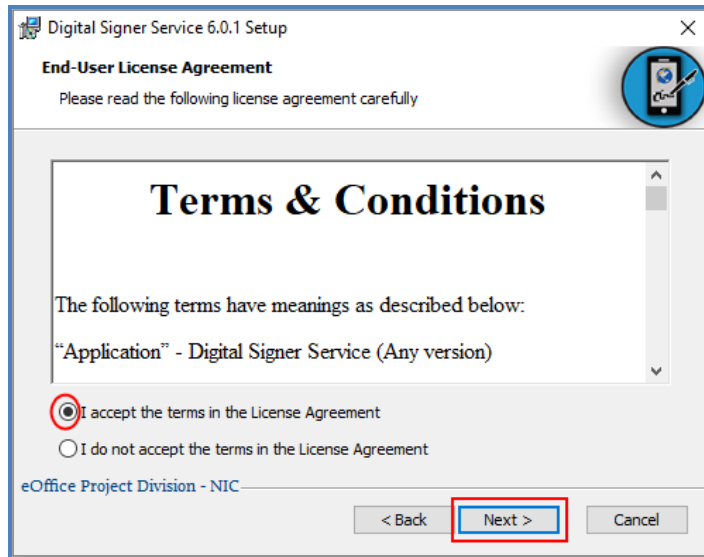 Digital Signer Service 6.0.1 Setup
End-User License Agreement
Please read the following license agreement carefully
Terms & Conditions
The following terms have meanings as described below:
“Application” - Digital Signer Service (Any version)
I accept the terms in the License Agreement
I do not accept the terms in the License Agreement
eOffice Project Division - NIC
< Back Next > Cancel